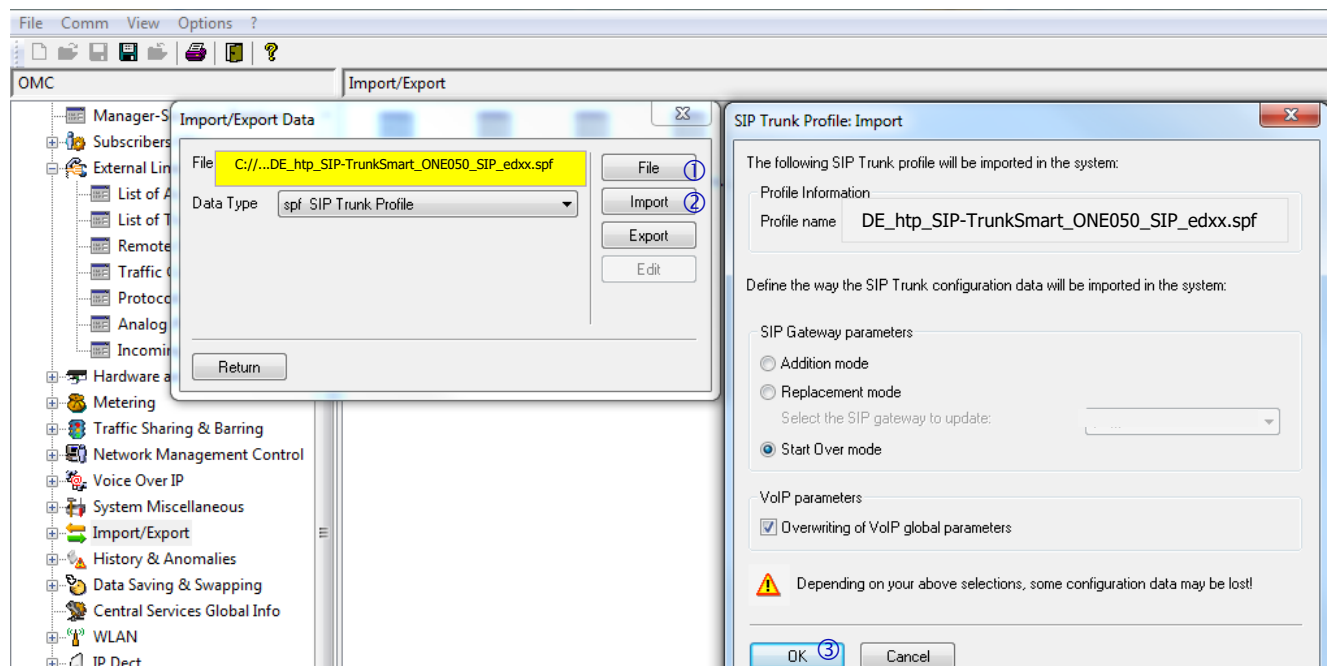 File Comm View Options ?
OMC
Import/Export
Manager-S
Subscribers
External Lin
List of A
List of T
Remote
Traffic
Protoco
Analog
Incomin
Hardware a
Metering
Traffic Sharing & Barring
Network Management Control
Voice Over IP
System Miscellaneous
Import/Export
History & Anomalies
Data Saving & Swapping
Central Services Global Info
WLAN
IP Dect
Import/Export Data
File C://...DE_htp_SIP-TrunkSmart_ONE050_SIP_edxx.spf
File ①
Data Type spf SIP Trunk Profile
Import ②
Export
Edit
Return
SIP Trunk Profile: Import
The following SIP Trunk profile will be imported in the system:
Profile Information
Profile name DE_htp_SIP-TrunkSmart_ONE050_SIP_edxx.spf
Define the way the SIP Trunk configuration data will be imported in the system:
SIP Gateway parameters
Addition mode
Replacement mode
Select the SIP gateway to update:
Start Over mode
VoIP parameters
Overwriting of VoIP global parameters
Depending on your above selections, some configuration data may be lost!
OK ③ Cancel